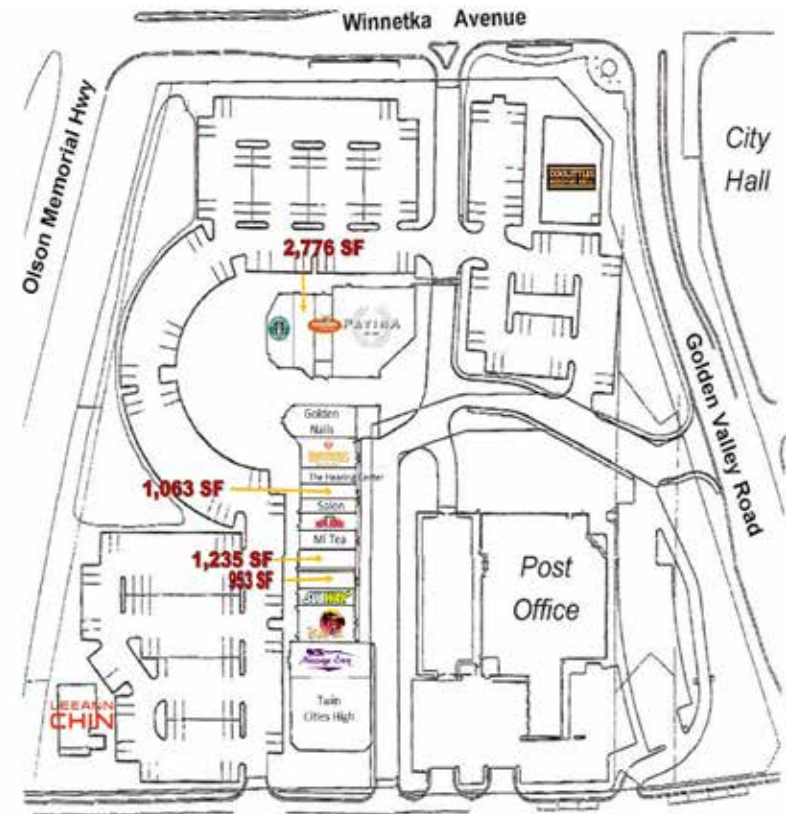 Winnetka Avenue
Olson Memorial Hwy
City
Hall
2,776 SF
PATINA
Golden Valley Road
Golden
Nails
The Hearing Center
1,063 SF
Salon
Mi Tea
1,235 SF
953 SF
SUBWAY
Post
Office
Massage Envy
LEEANN
CHIN
Twin
Cities High